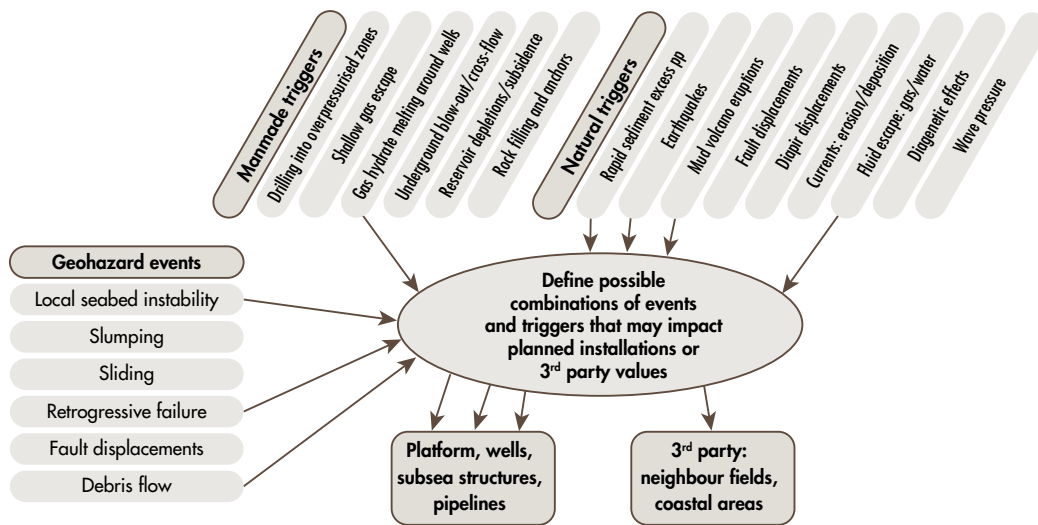 Manmade triggers
Drilling into overpressurised zones
Shallow gas escape
Gas hydrate melting around wells
Underground blow-out/cross-flow
Reservoir depletions/subsidence
Rock filling and anchors
Natural triggers
Rapid sediment excess pp
Earthquakes
Mud volcano eruptions
Fault displacements
Diapir displacements
Currents: erosion/deposition
Fluid escape: gas/water
Diagenetic effects
Wave pressure
Geohazard events
Local seabed instability
Slumping
Sliding
Retrogressive failure
Fault displacements
Debris flow
Define possible
combinations of events
and triggers that may impact
planned installations or
3rd party values
Platform, wells,
subsea structures,
pipelines
3rd party:
neighbour fields,
coastal areas